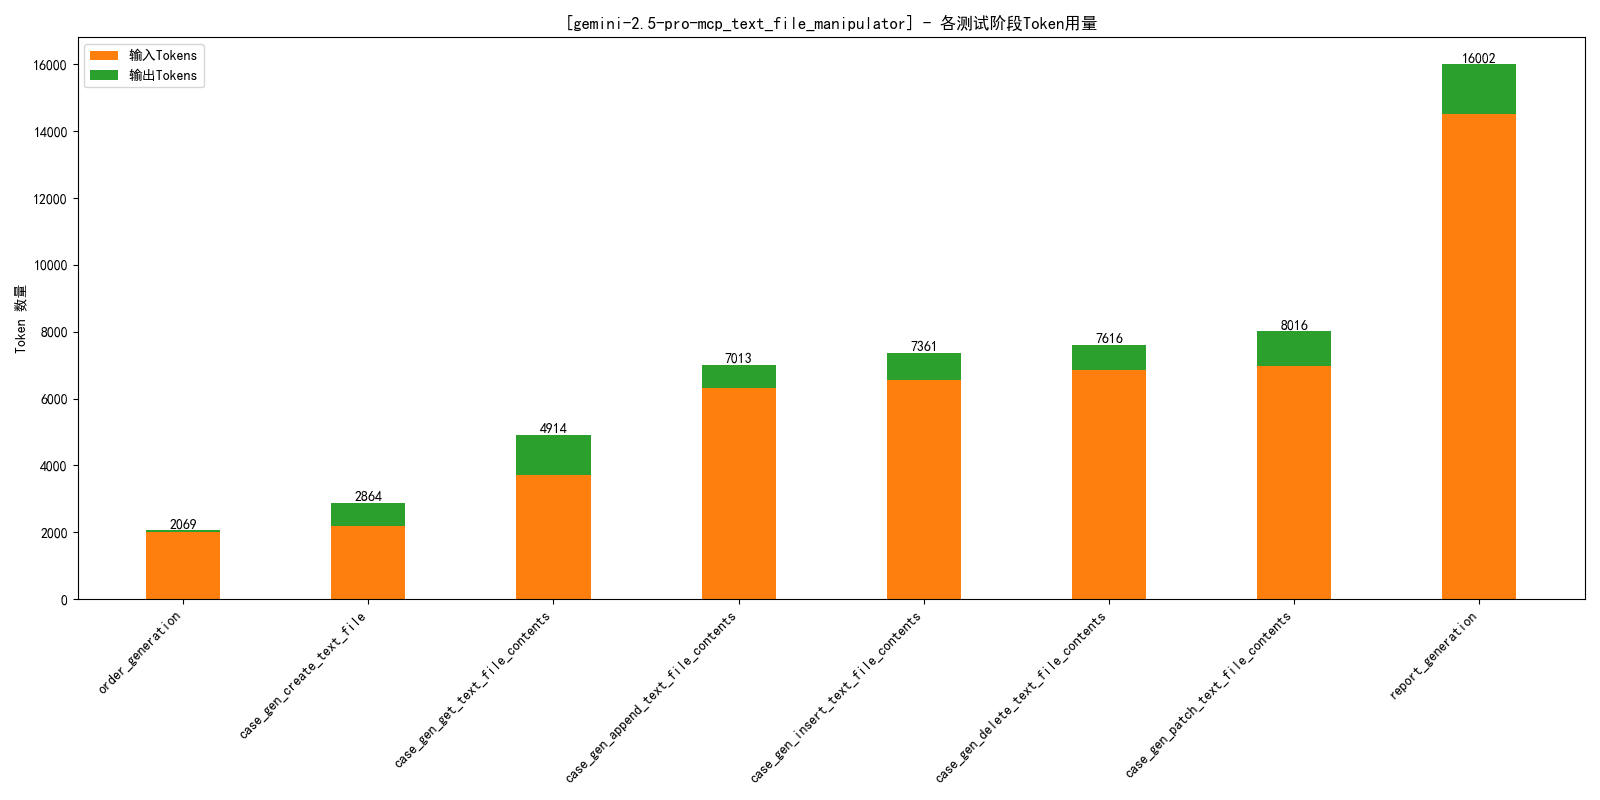 [gemini-2.5-pro-mcp_text_file_manipulator] - 各测试阶段Token用量
输入Tokens
输出Tokens
Token 数量
16000
14000
12000
10000
8000
6000
4000
2000
0
2069
2864
4914
7013
7361
7616
8016
16002
order_generation
case_gen_create_text_file
case_gen_get_text_file_contents
case_gen_append_text_file_contents
case_gen_insert_text_file_contents
case_gen_delete_text_file_contents
case_gen_patch_text_file_contents
report_generation